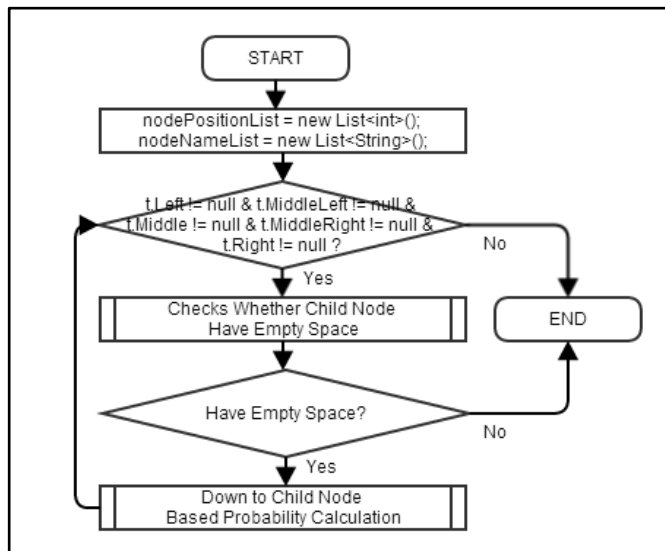 START
nodePositionList = new List<int>();
nodeNameList = new List<String>();
t.Left != null & t.MiddleLeft != null &
t.Middle != null & t.MiddleRight != null &
t.Right != null ?
No
Yes
Checks Whether Child Node
Have Empty Space
END
Have Empty Space?
No
Yes
Down to Child Node
Based Probability Calculation